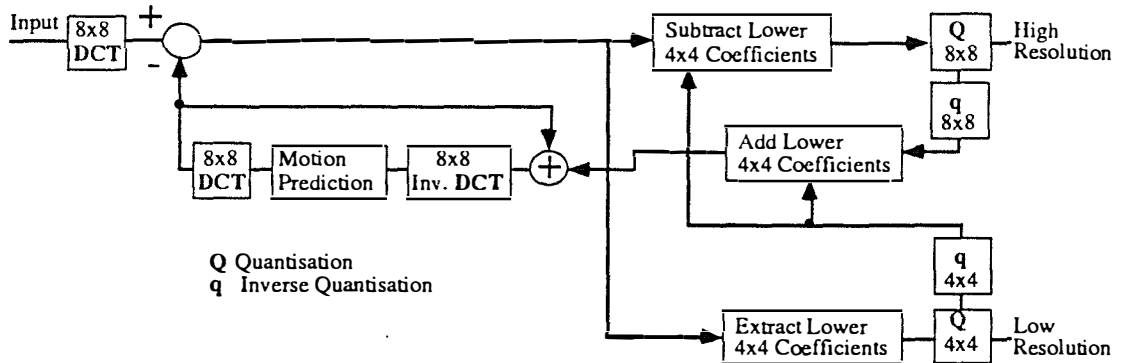 Input
8x8
DCT
+
-
Subtract Lower
4x4 Coefficients
Q
8x8
High
Resolution
q
8x8
8x8
DCT
Motion
Prediction
8x8
Inv. DCT
+
Add Lower
4x4 Coefficients
Q Quantisation
q Inverse Quantisation
q
4x4
Extract Lower
4x4 Coefficients
Q
4x4
Low
Resolution